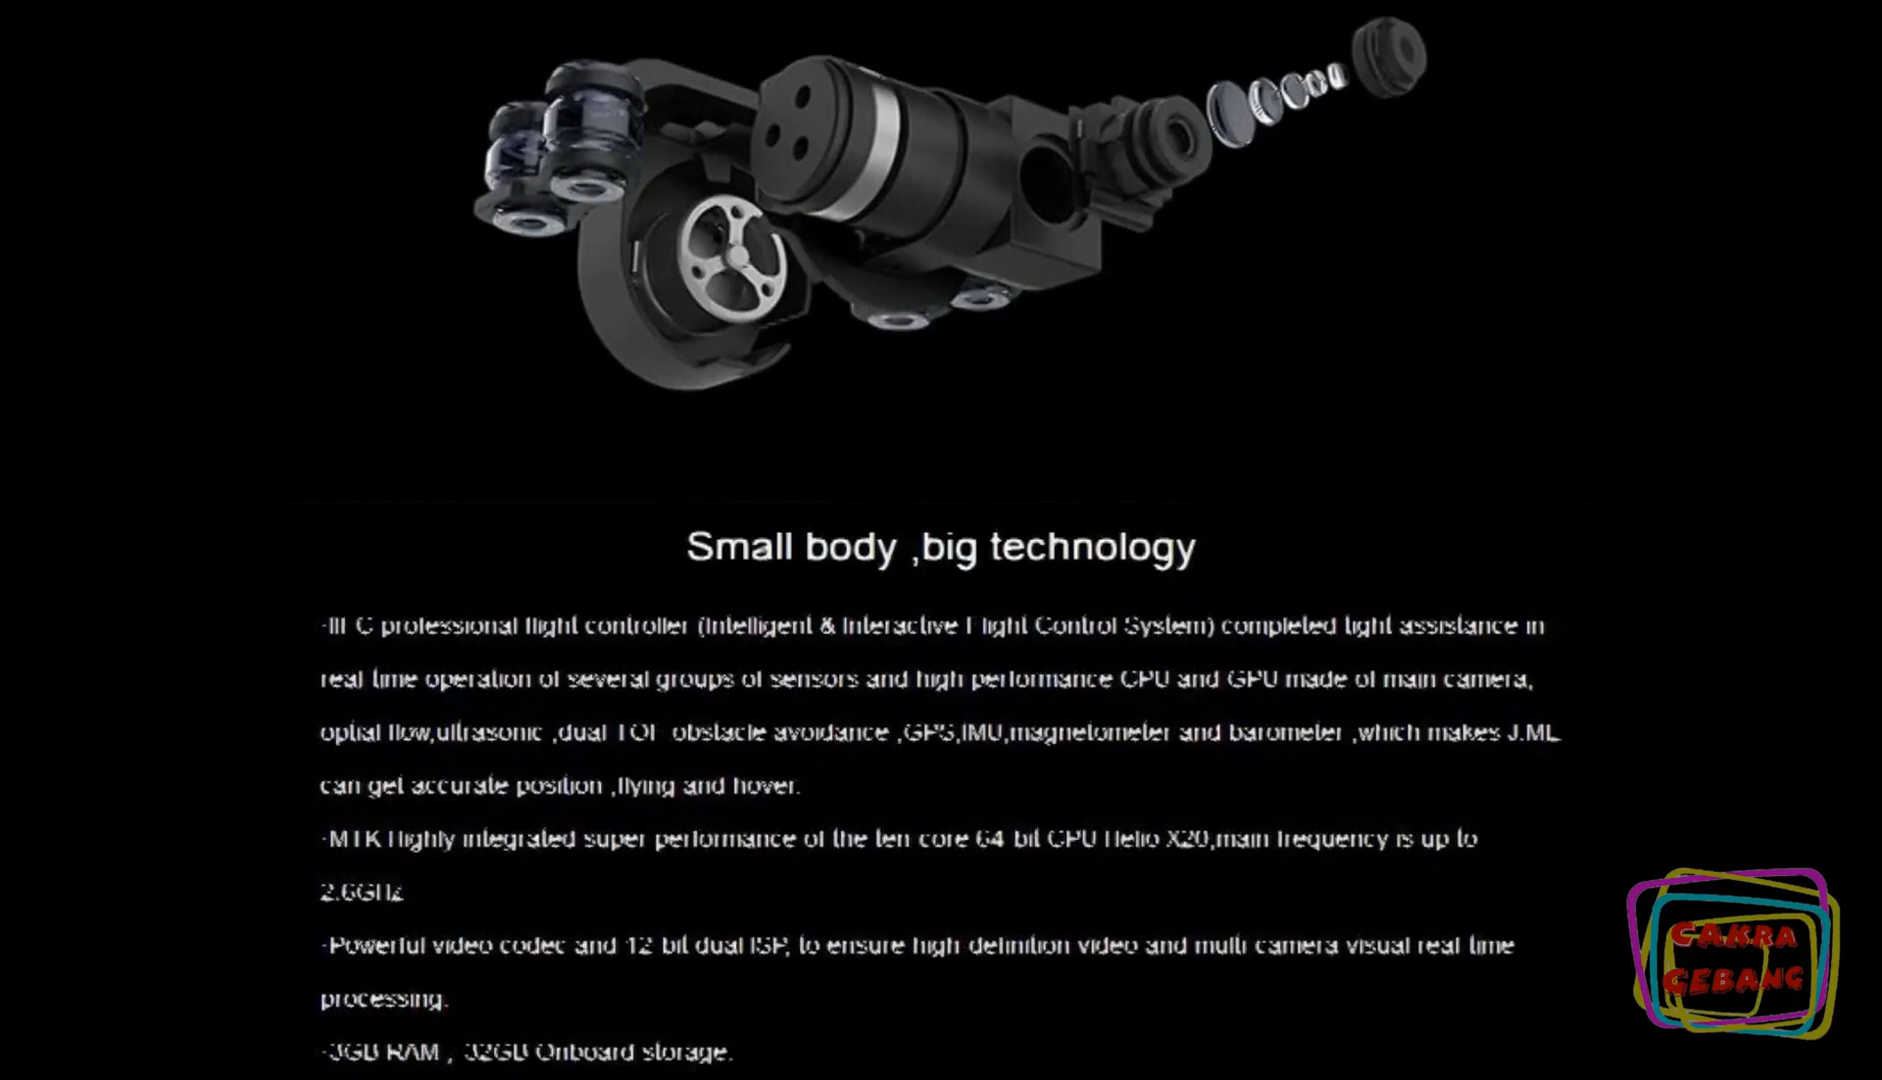 Small body ,big technology
-IIFC professional flight controller (Intelligent & Interactive Flight Control System) completed tight assistance in
real-time operation of several groups of sensors and high performance CPU and GPU made of main camera,
optial flow,ultrasonic ,dual TOF obstacle avoidance ,GPS,IMU,magnetometer and barometer ,which makes J.ME
can get accurate position ,flying and hover.
-MTK Highly integrated super performance of the ten-core 64-bit CPU Helio X20,main frequency is up to
2.6GHz
-Powerful video codec and 12-bit dual ISP, to ensure high-definition video and multi-camera visual real-time
processing.
-3GB RAM , 32GB Onboard storage.
CAKRA
GEBANG